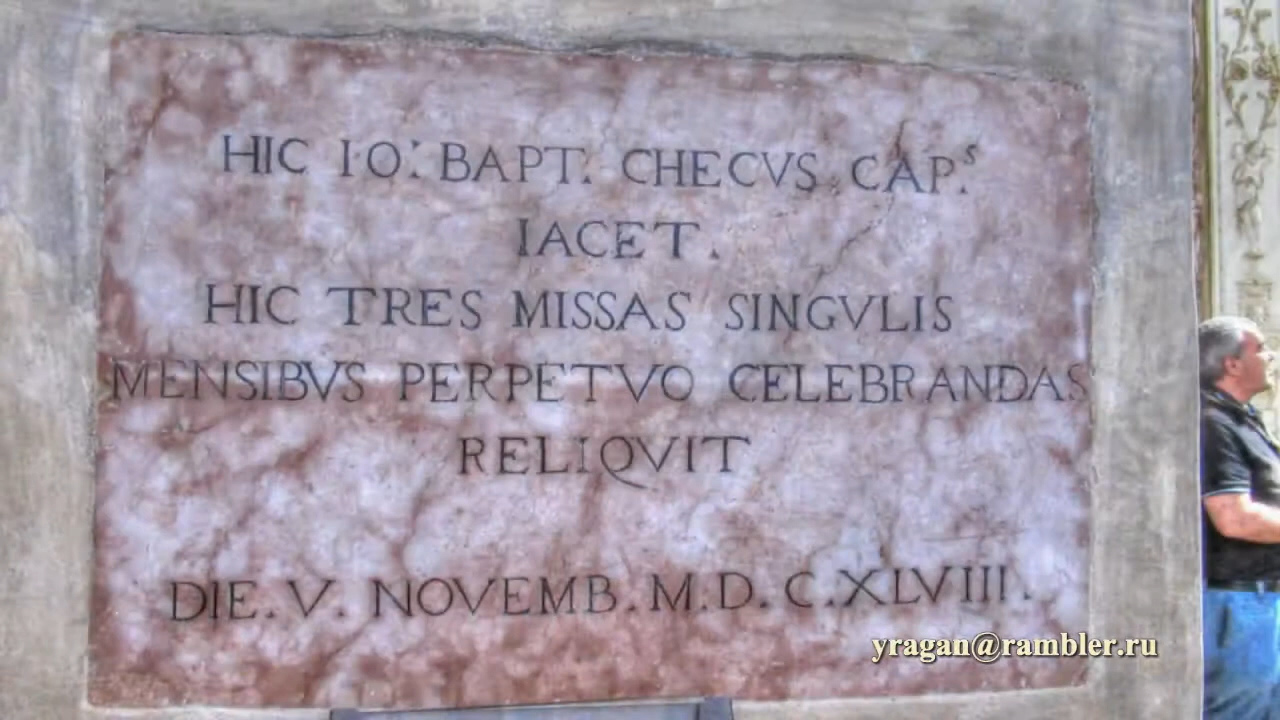 HIC IO: BAPT. CHECVS CAP.ˢ
IACET.
HIC TRES MISSAS SINGVLIS
MENSIBVS PERPETVO CELEBRANDAS
RELIQVIT
DIE. V. NOVEMB. M.D. C.XLVIII.
yragan@rambler.ru